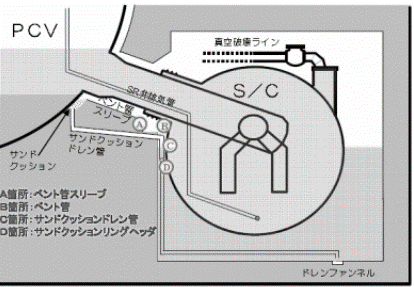 PCV
真空破壊ライン
S/C
SR弁排気管
ベント管
スリーブ
A
B
C
D
サンドクッション
ドレン管
サンド
クッション
A箇所：ベント管スリーブ
B箇所：ベント管
C箇所：サンドクッションドレン管
D箇所：サンドクッションリングヘッダ
ドレンファンネル